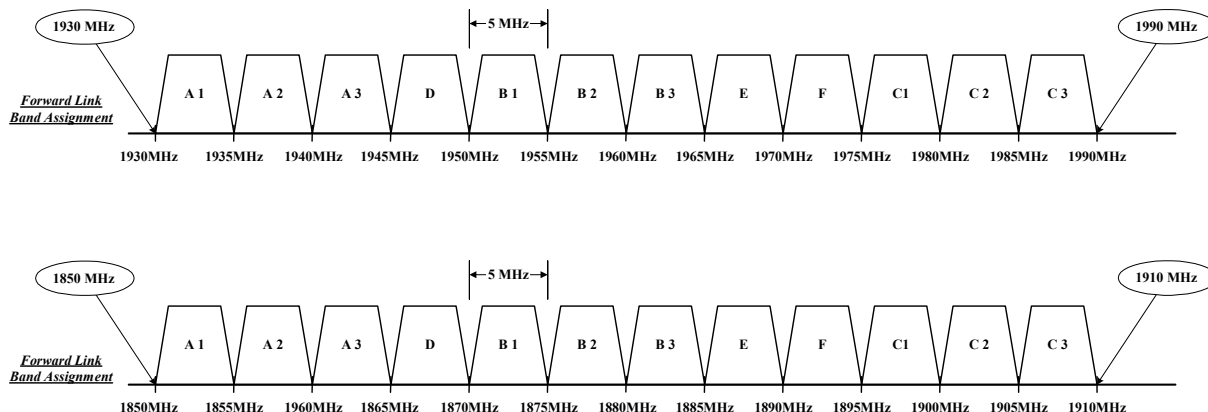 1930 MHz
5 MHz
1990 MHz
Forward Link
Band Assignment
A 1 A 2 A 3 D B 1 B 2 B 3 E F C1 C 2 C 3
1930MHz 1935MHz 1940MHz 1945MHz 1950MHz 1955MHz 1960MHz 1965MHz 1970MHz 1975MHz 1980MHz 1985MHz 1990MHz
1850 MHz
5 MHz
1910 MHz
Forward Link
Band Assignment
A 1 A 2 A 3 D B 1 B 2 B 3 E F C1 C 2 C 3
1850MHz 1855MHz 1960MHz 1865MHz 1870MHz 1875MHz 1880MHz 1885MHz 1890MHz 1895MHz 1900MHz 1905MHz 1910MHz